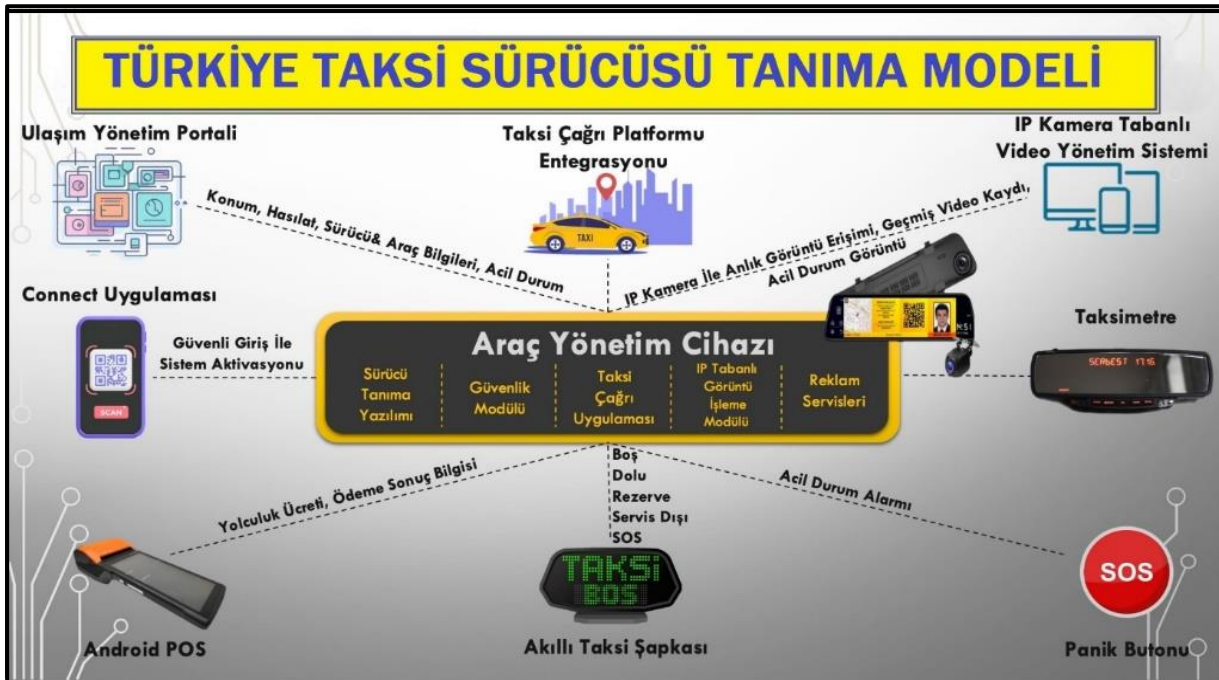 TÜRKİYE TAKSİ SÜRÜCÜSÜ TANIMA MODELİ
Ulaşım Yönetim Portali
Taksi Çağrı Platformu
Entegrasyonu
IP Kamera Tabanlı
Video Yönetim Sistemi
TAXI
Konum, Hasılat, Sürücü& Araç Bilgileri, Acil Durum
IP Kamera İle Anlık Görüntü Erişimi, Geçmiş Video Kaydı,
Acil Durum Görüntü
Connect Uygulaması
SCAN
Güvenli Giriş İle
Sistem Aktivasyonu
Araç Yönetim Cihazı
Sürücü
Tanıma
Yazılımı
Güvenlik
Modülü
Taksi
Çağrı
Uygulaması
IP Tabanlı
Görüntü
İşleme
Modülü
Reklam
Servisleri
Taksimetre
SERBEST 17:16
Yolculuk Ücreti, Ödeme Sonuç Bilgisi
Boş
Dolu
Rezerve
Servis Dışı
SOS
Acil Durum Alarmı
TAKSİ
BOS
SOS
Android POS
Akıllı Taksi Şapkası
Panik Butonu